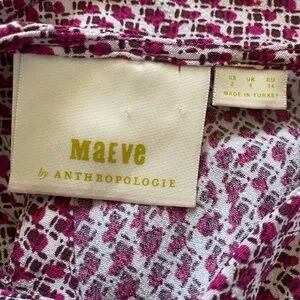 MaEve
by ANTHROPOLOGIE
US UK EU
2 6 34
MADE IN TURKEY